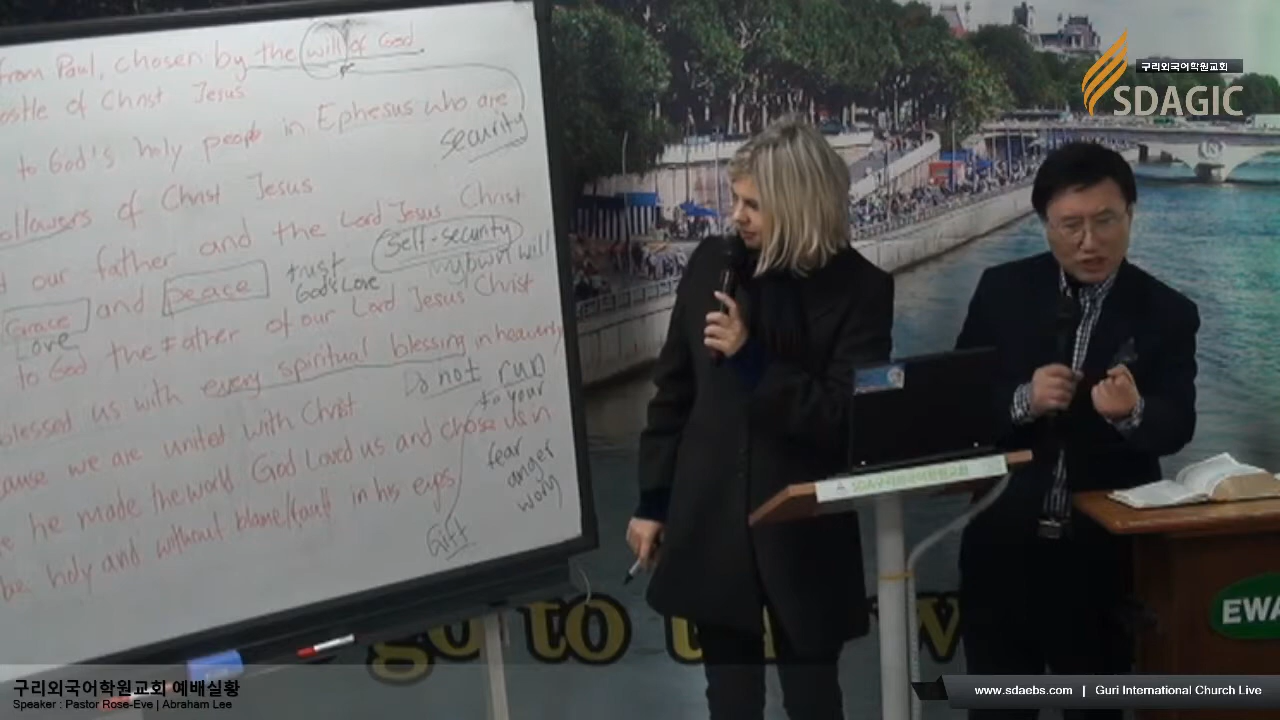 from Paul, chosen by the will of God
ostle of Christ Jesus
to God's holy people in Ephesus who are
security
ollowers of Christ Jesus
our father and the Lord Jesus Christ
self-security
my own will
Grace and peace
trust
God's Love
Love
to God the Father of our Lord Jesus Christ
blessed us with every spiritual blessing in heavenly
Do not run
to your
cause we are united with Christ
he made the world God Loved us and chose us in
fear
anger
worry
be holy and without blame/fault in his eyes
Gift
구리외국어학원교회
SDAGIC
SDA구리외국어학원교회
EWA
go to
구리외국어학원교회 예배실황
Speaker : Pastor Rose-Eve | Abraham Lee
www.sdaebs.com | Guri International Church Live